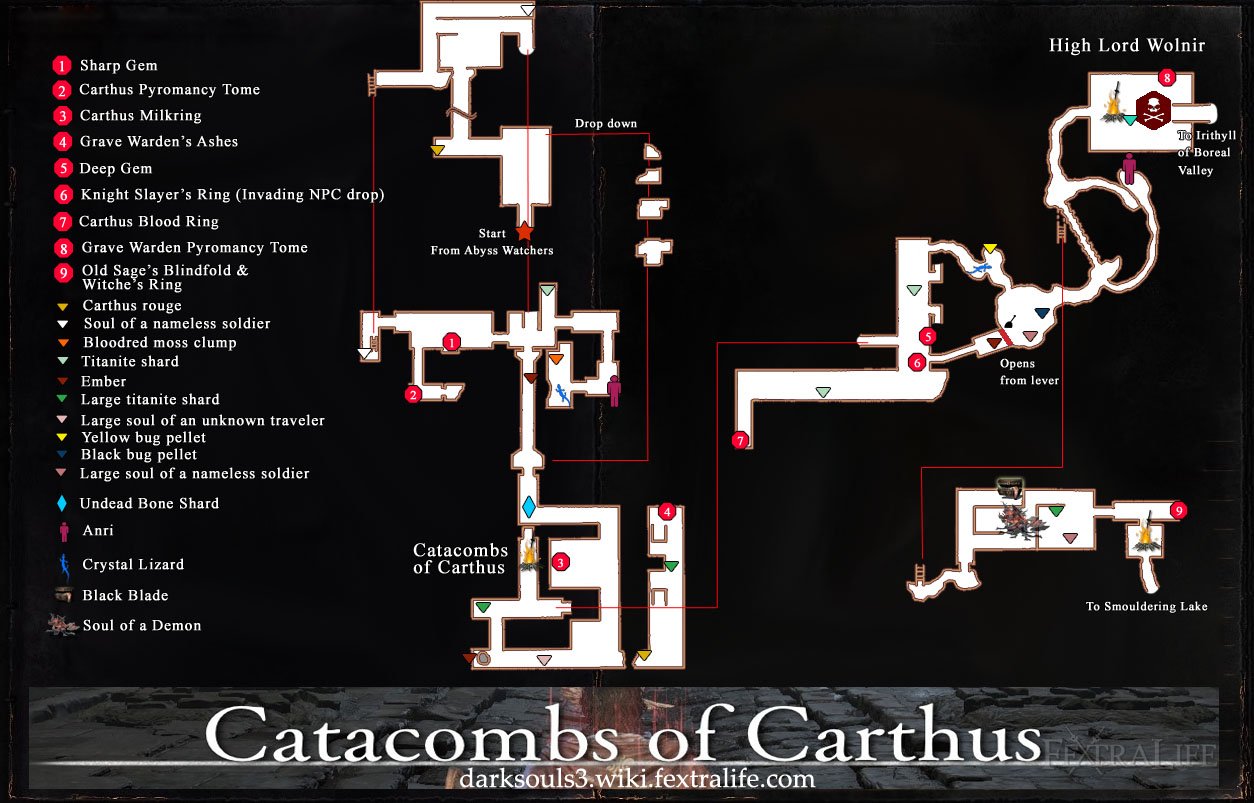 1 Sharp Gem
2 Carthus Pyromancy Tome
3 Carthus Milkring
4 Grave Warden's Ashes
5 Deep Gem
6 Knight Slayer's Ring (Invading NPC drop)
7 Carthus Blood Ring
8 Grave Warden Pyromancy Tome
9 Old Sage's Blindfold &
Witche's Ring
Carthus rouge
Soul of a nameless soldier
Bloodred moss clump
Titanite shard
Ember
Large titanite shard
Large soul of an unknown traveler
Yellow bug pellet
Black bug pellet
Large soul of a nameless soldier
Undead Bone Shard
Anri
Crystal Lizard
Black Blade
Soul of a Demon
Drop down
Start
From Abyss Watchers
1
2
Catacombs
of Carthus
3
4
High Lord Wolnir
8
To Irithyll
of Boreal
Valley
5
6
Opens
from lever
7
9
To Smouldering Lake
Catacombs of Carthus
FEXTRALIFE
darksouls3.wiki.fextralife.com